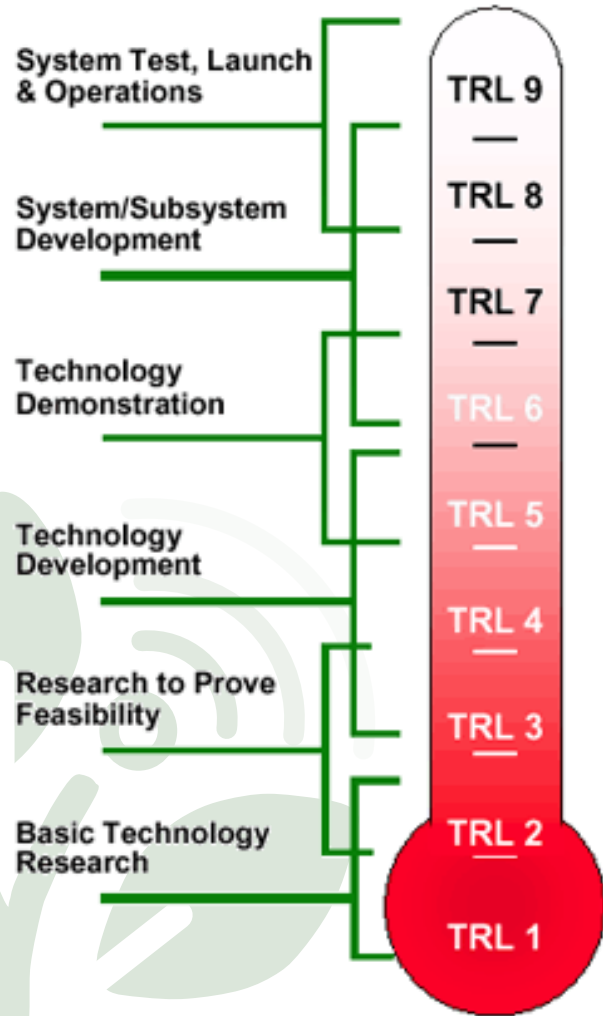 System Test, Launch
& Operations
System/Subsystem
Development
Technology
Demonstration
Technology
Development
Research to Prove
Feasibility
Basic Technology
Research
TRL 9
TRL 8
TRL 7
TRL 6
TRL 5
TRL 4
TRL 3
TRL 2
TRL 1